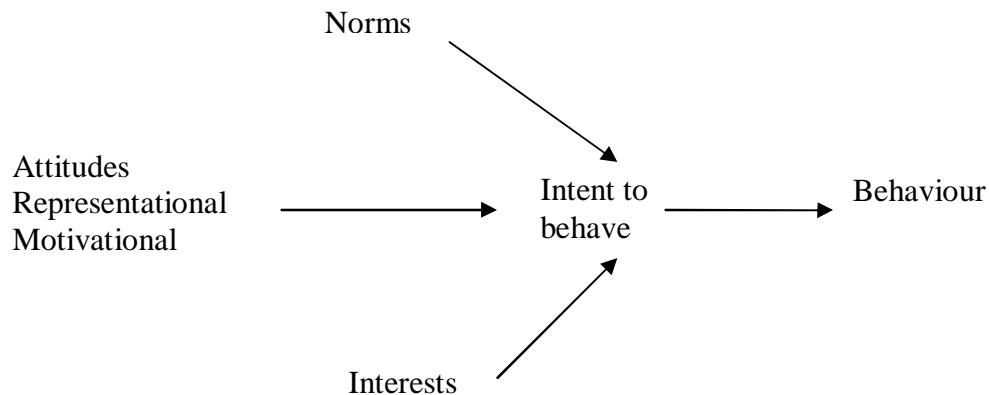 Norms
Attitudes
Representational
Motivational
Intent to
behave
Behaviour
Interests